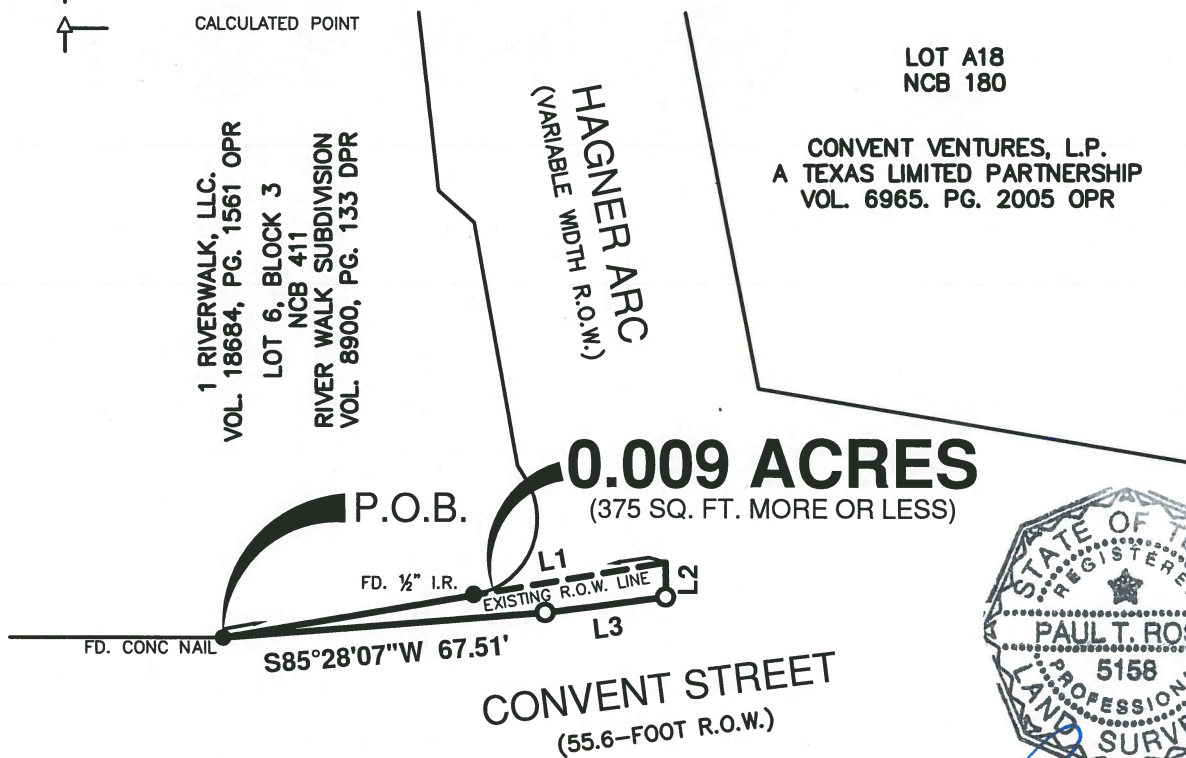 CALCULATED POINT
LOT A18
NCB 180
CONVENT VENTURES, L.P.
A TEXAS LIMITED PARTNERSHIP
VOL. 6965. PG. 2005 OPR
HAGNER ARC
(VARIABLE WIDTH R.O.W.)
1 RIVERWALK, LLC.
VOL. 18684, PG. 1561 OPR
LOT 6, BLOCK 3
NCB 411
RIVER WALK SUBDIVISION
VOL. 8900, PG. 133 DPR
0.009 ACRES
(375 SQ. FT. MORE OR LESS)
P.O.B.
L1
FD. ½" I.R.
EXISTING R.O.W. LINE
L2
L3
FD. CONC NAIL
S85°28'07"W 67.51'
CONVENT STREET
(55.6-FOOT R.O.W.)
STATE OF
REGISTERE
PAUL T. ROS
5158
PROFESSION
LAND SURVE